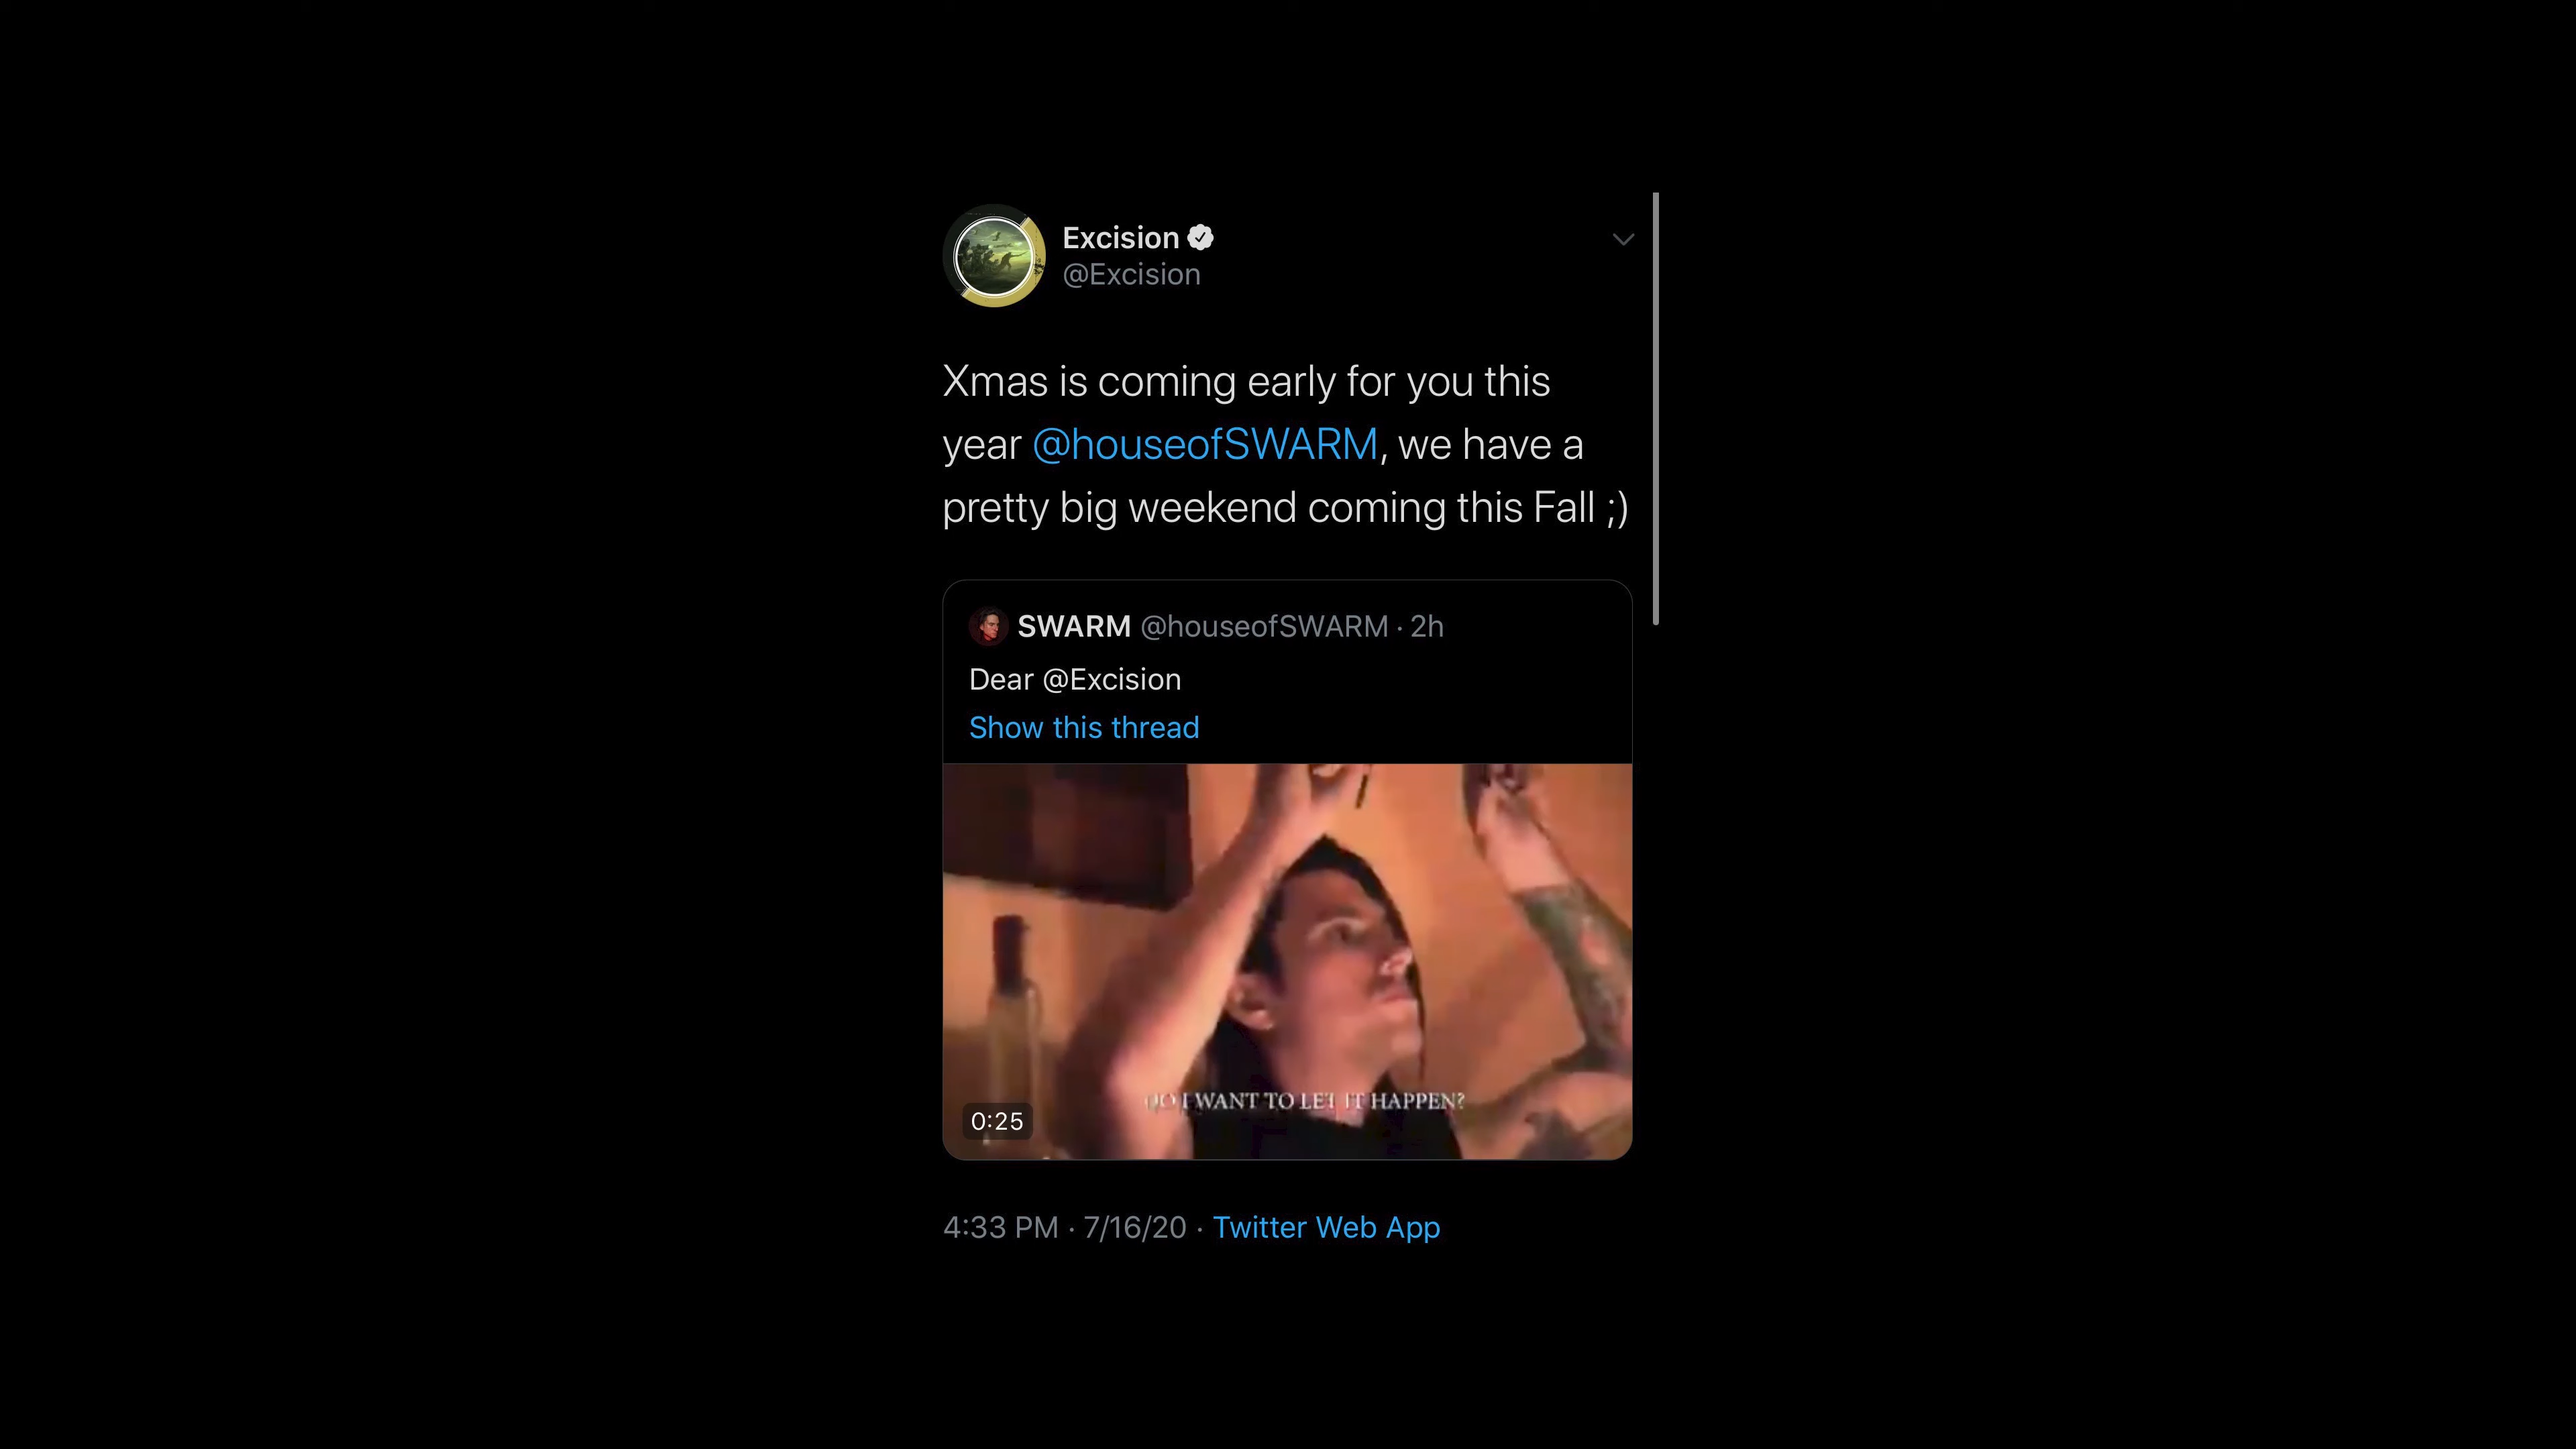 Excision
@Excision
Xmas is coming early for you this
year @houseofSWARM, we have a
pretty big weekend coming this Fall ;)
SWARM @houseofSWARM · 2h
Dear @Excision
Show this thread
DO I WANT TO LET IT HAPPEN?
0:25
4:33 PM · 7/16/20 · Twitter Web App